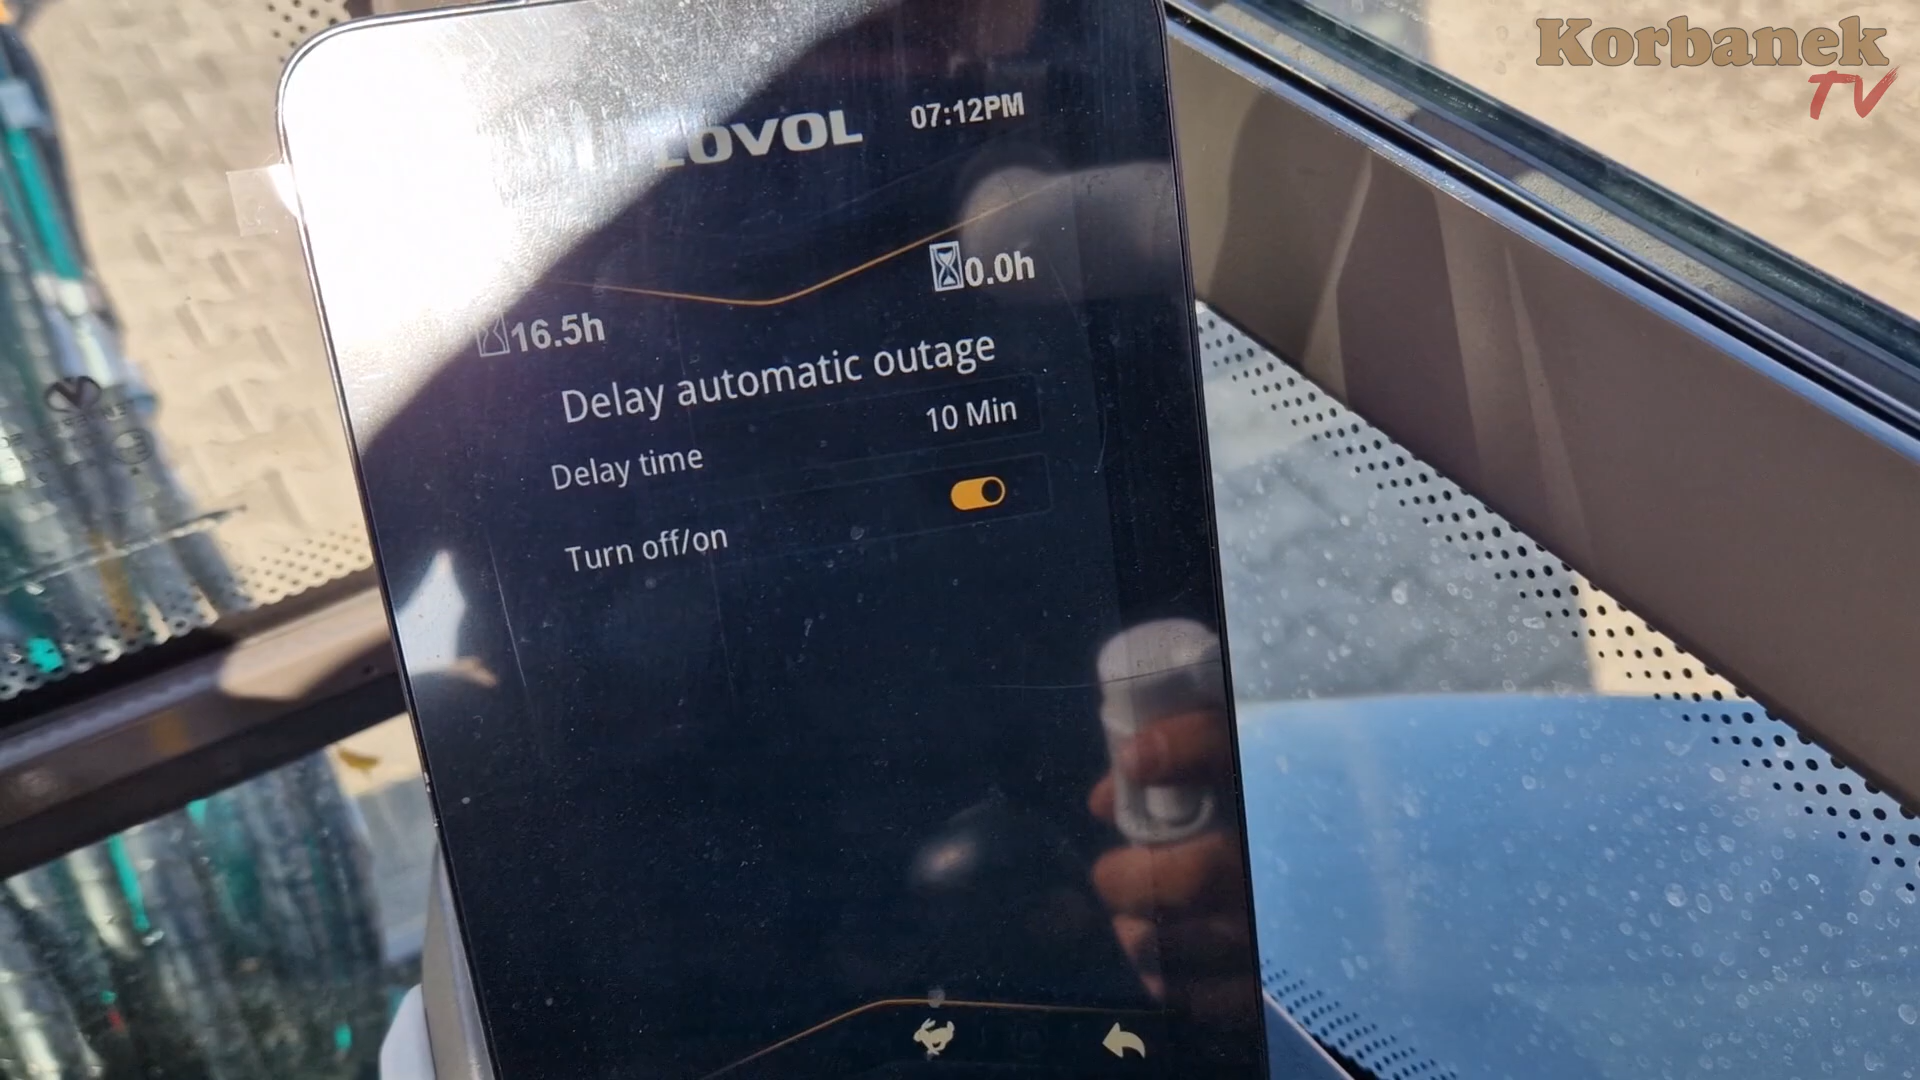 Korbanek
TV
LOVOL
07:12PM
0.0h
16.5h
Delay automatic outage
10 Min
Delay time
Turn off/on